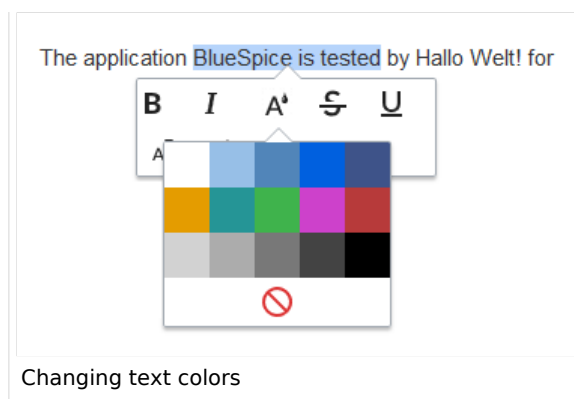 The application BlueSpice is tested by Hallo Welt! for
B I A S U
A
Changing text colors